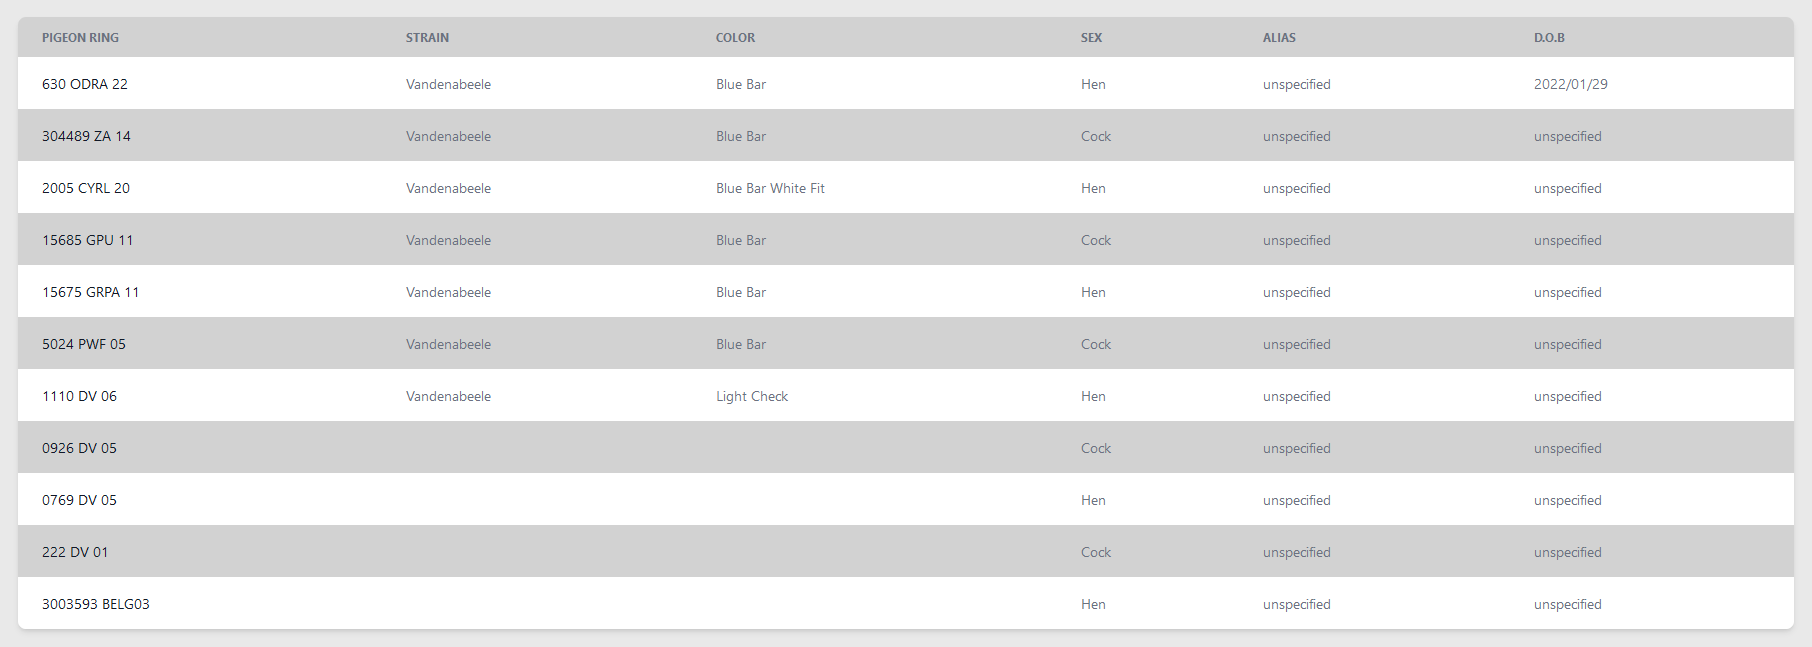 PIGEON RING STRAIN COLOR SEX ALIAS D.O.B
630 ODRA 22 Vandenabeele Blue Bar Hen unspecified 2022/01/29
304489 ZA 14 Vandenabeele Blue Bar Cock unspecified unspecified
2005 CYRL 20 Vandenabeele Blue Bar White Fit Hen unspecified unspecified
15685 GPU 11 Vandenabeele Blue Bar Cock unspecified unspecified
15675 GRPA 11 Vandenabeele Blue Bar Hen unspecified unspecified
5024 PWF 05 Vandenabeele Blue Bar Cock unspecified unspecified
1110 DV 06 Vandenabeele Light Check Hen unspecified unspecified
0926 DV 05 Cock unspecified unspecified
0769 DV 05 Hen unspecified unspecified
222 DV 01 Cock unspecified unspecified
3003593 BELG03 Hen unspecified unspecified